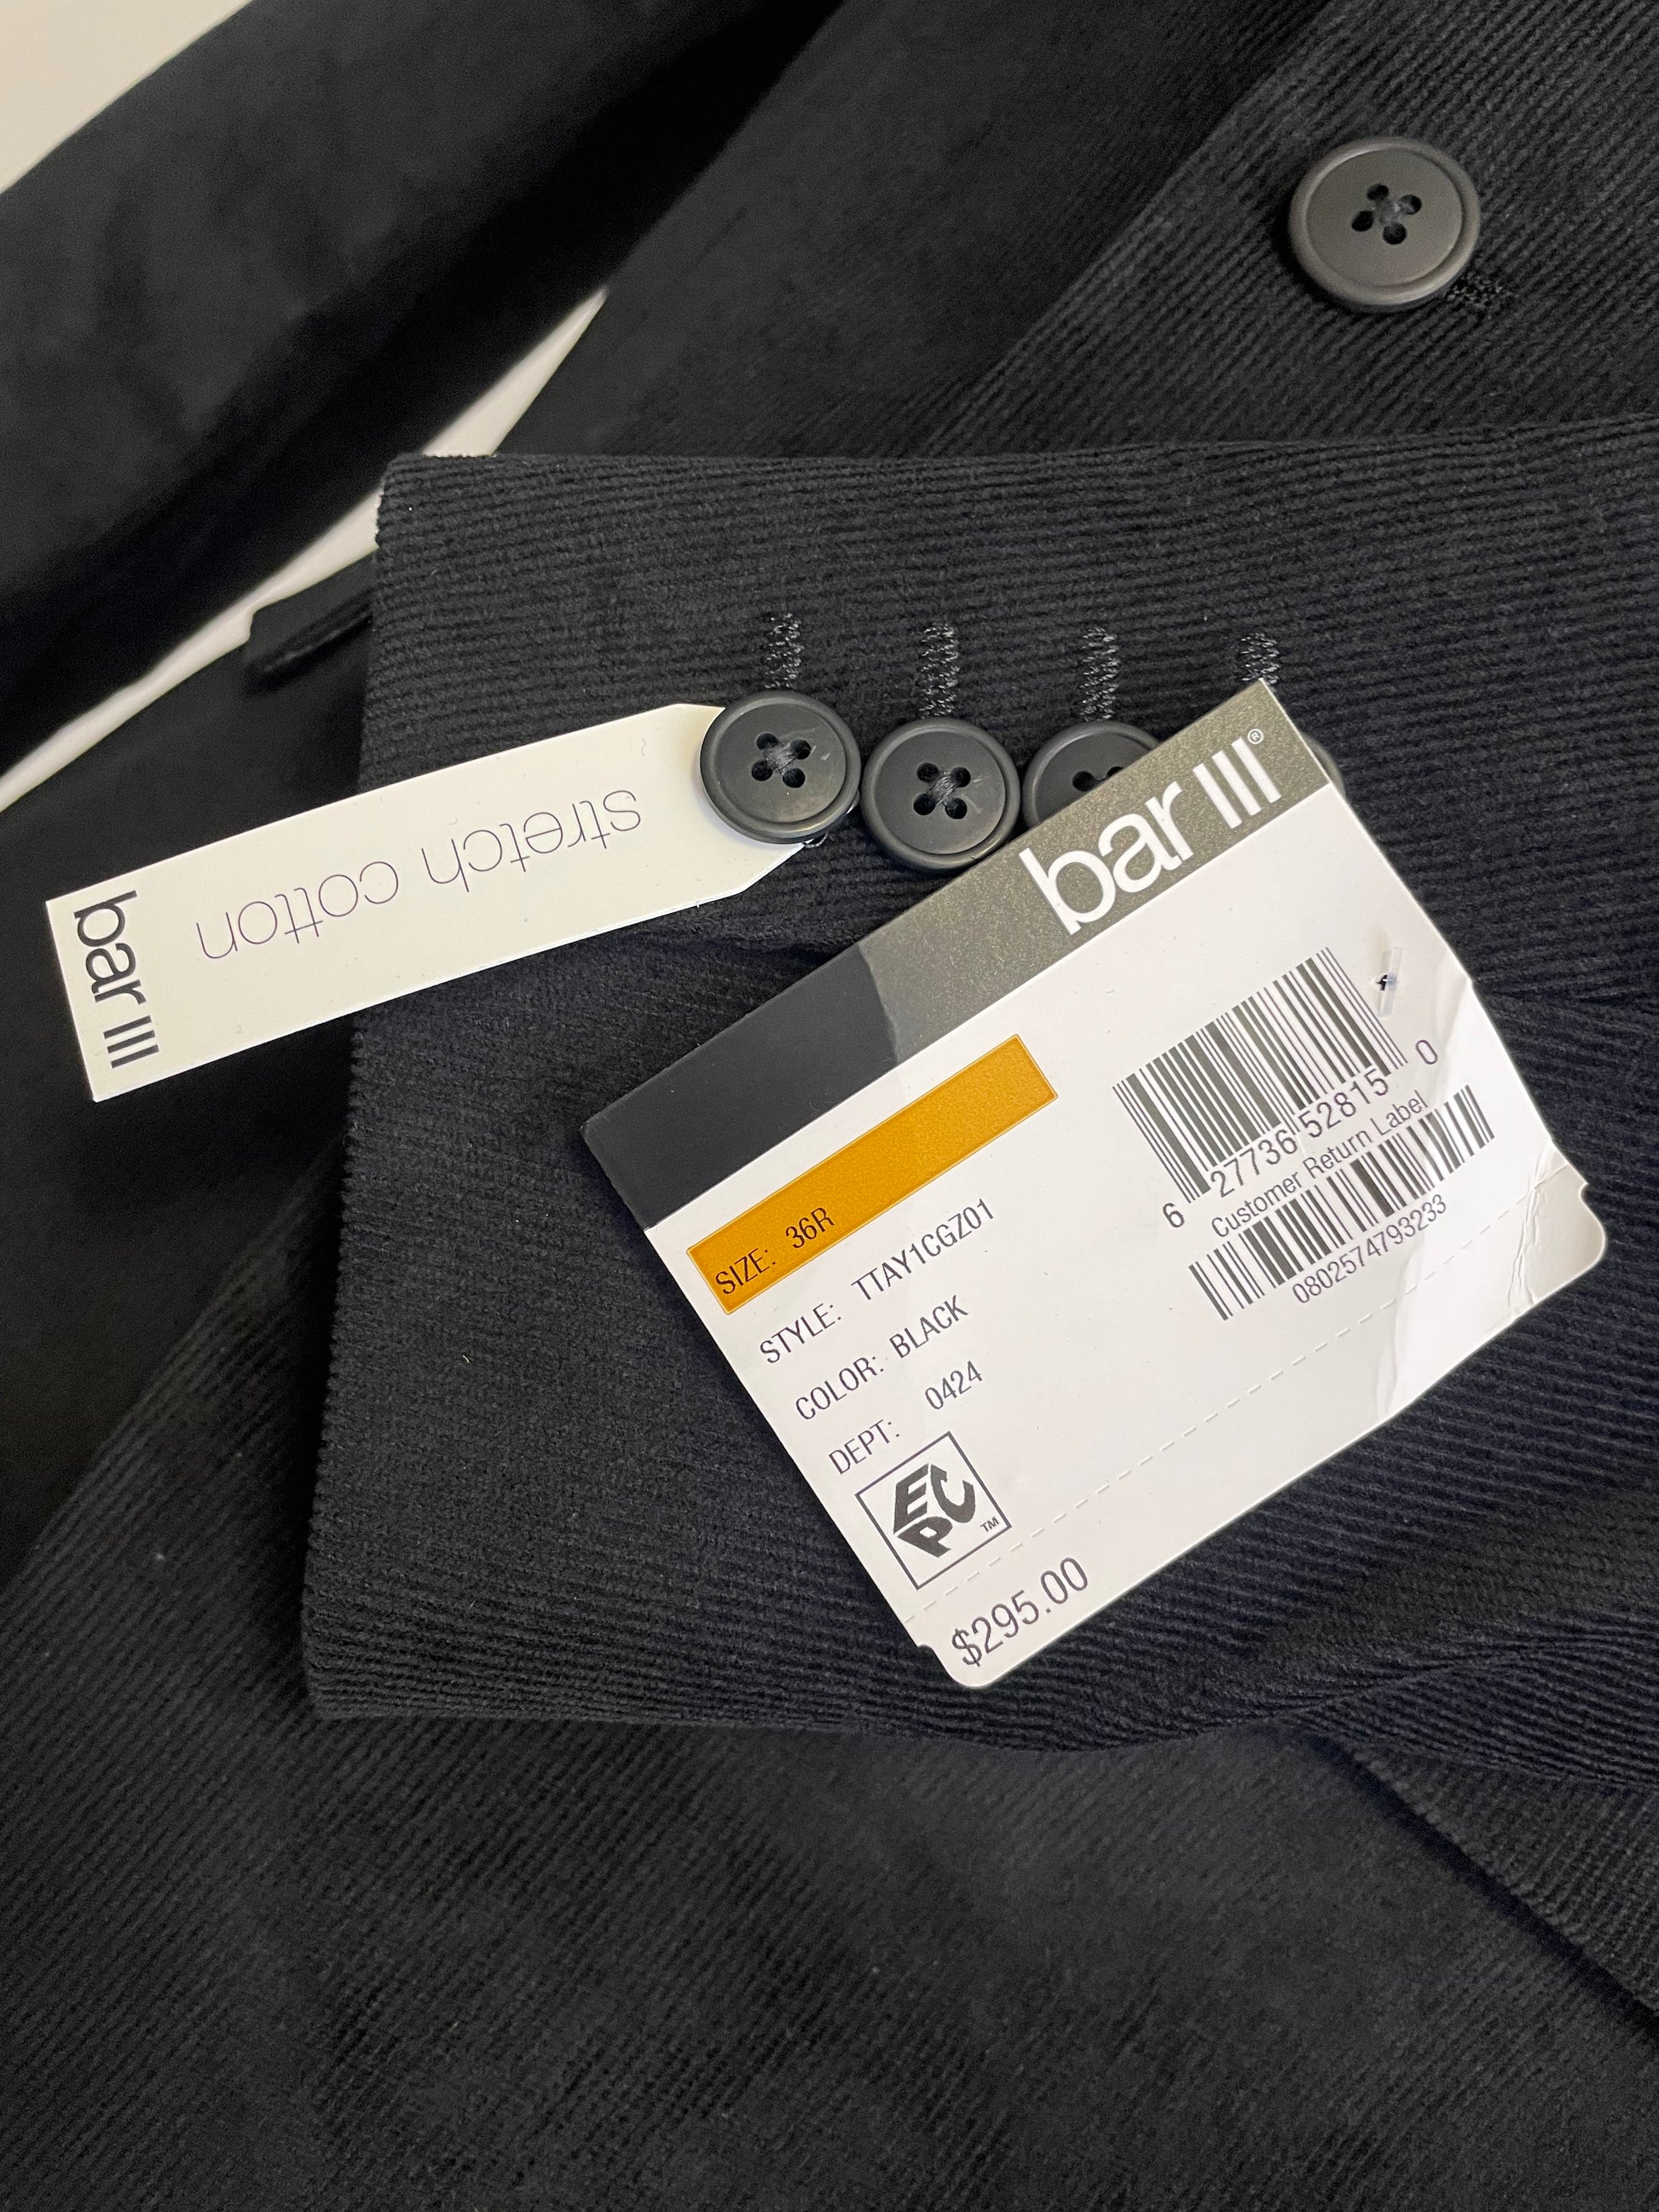 stretch cotton
bar III
bar III®
SIZE: 36R
STYLE: TTAY1CGZ01
COLOR: BLACK
DEPT: 0424
EPC™
$295.00
6 27736 52815 0
Customer Return Label
0802574793233